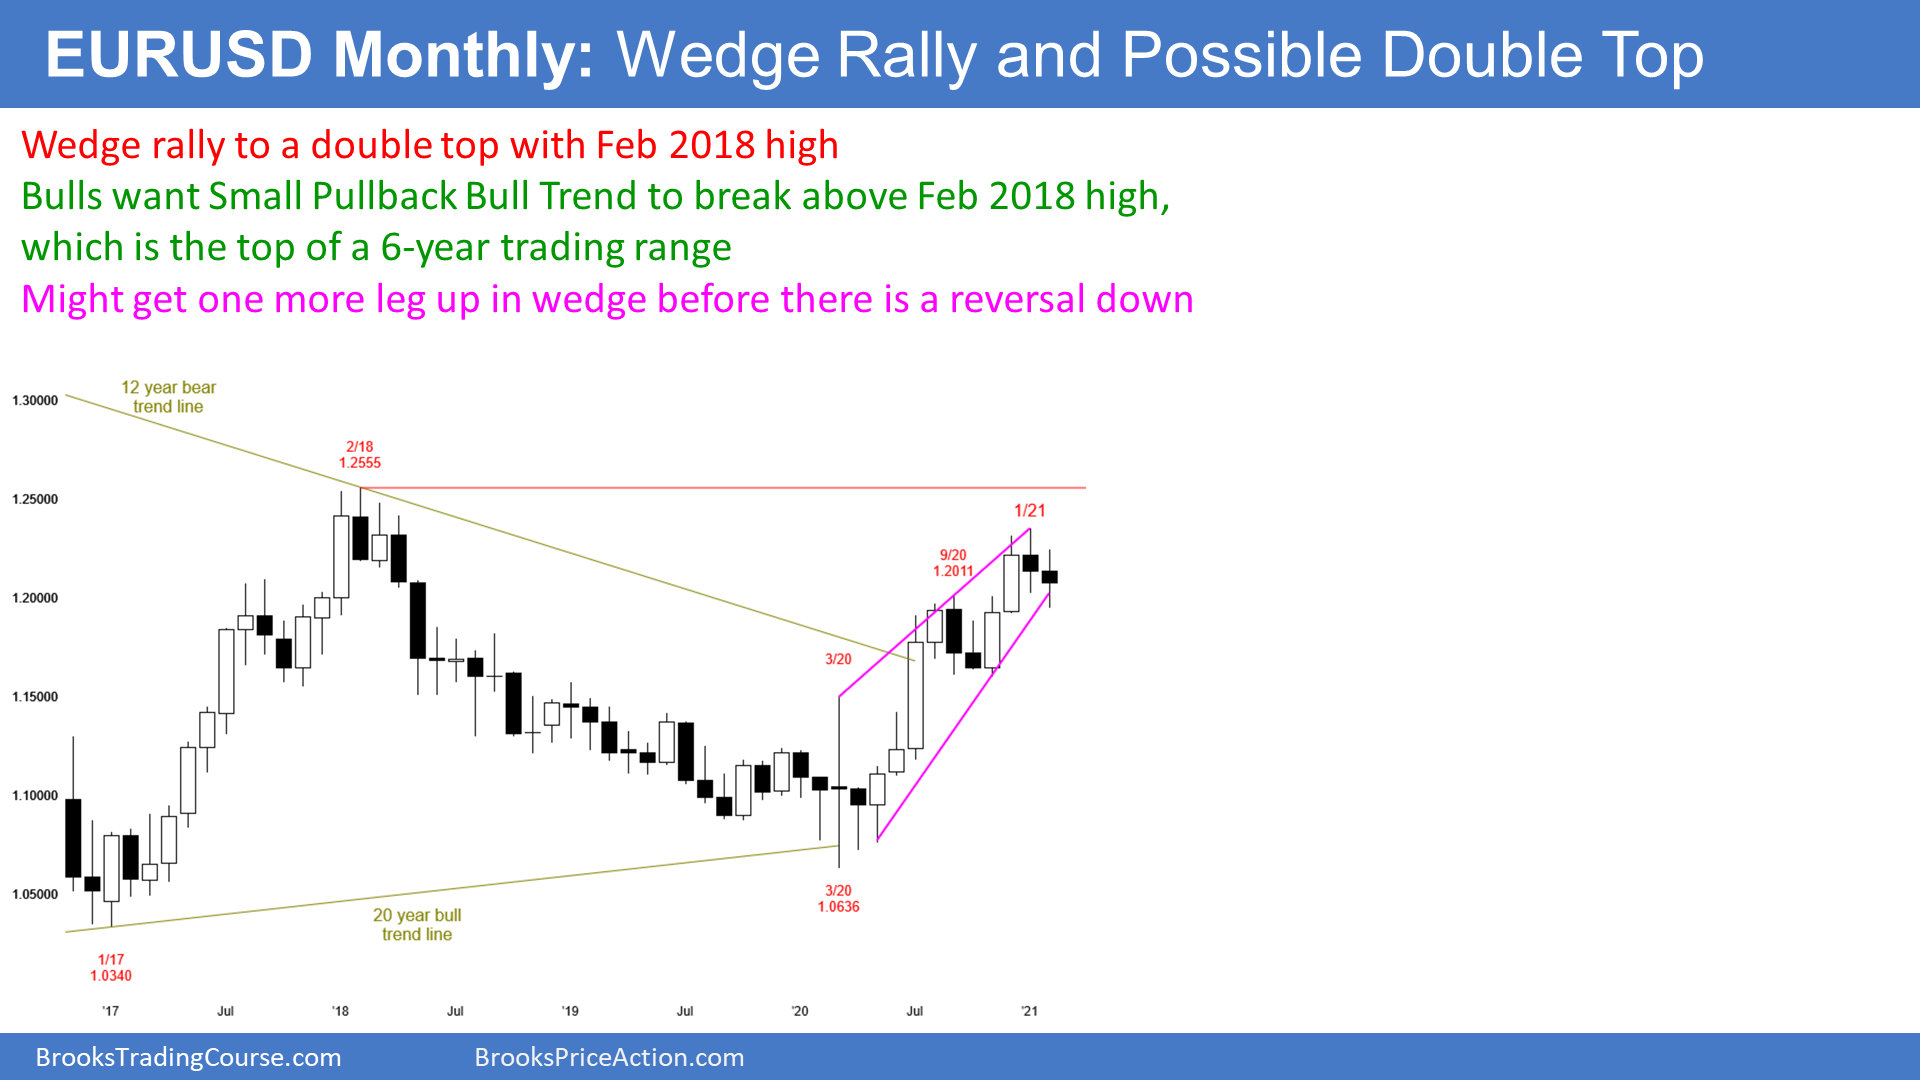 EURUSD Monthly: Wedge Rally and Possible Double Top
Wedge rally to a double top with Feb 2018 high
Bulls want Small Pullback Bull Trend to break above Feb 2018 high,
which is the top of a 6-year trading range
Might get one more leg up in wedge before there is a reversal down
12 year bear
trend line
1.30000
2/18
1.2555
1.25000
1/21
9/20
1.2011
1.20000
3/20
1.15000
1.10000
1.05000
3/20
1.0636
20 year bull
trend line
1/17
1.0340
'17
Jul
'18
Jul
'19
Jul
'20
Jul
'21
BrooksTradingCourse.com
BrooksPriceAction.com